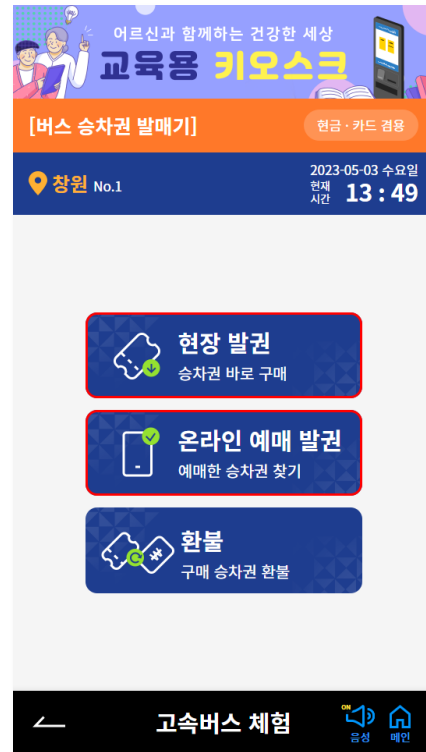 어르신과 함께하는 건강한 세상
교육용 키오스크
[버스 승차권 발매기]
현금 · 카드 겸용
창원 No.1
2023-05-03 수요일
현재 시간 13 : 49
현장 발권
승차권 바로 구매
온라인 예매 발권
예매한 승차권 찾기
환불
구매 승차권 환불
고속버스 체험
ON
음성
메인